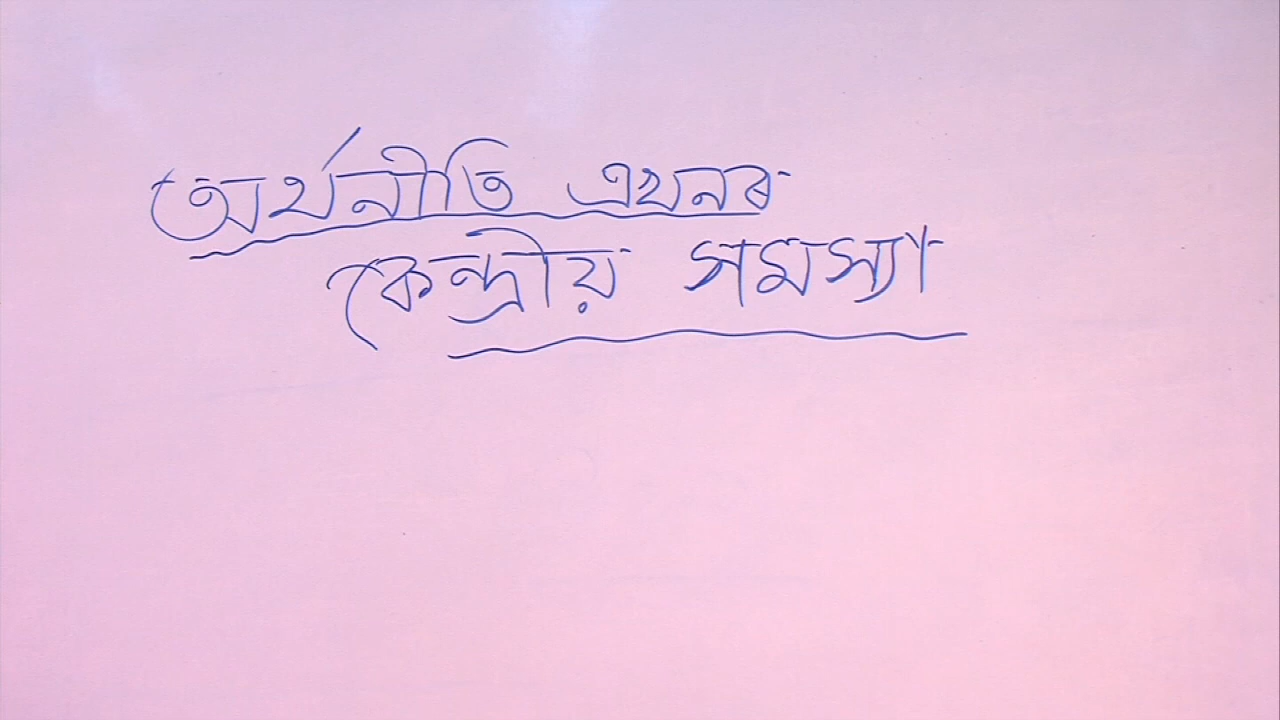 অৰ্থনীতি এখনৰ
কেন্দ্ৰীয় সমস্যা